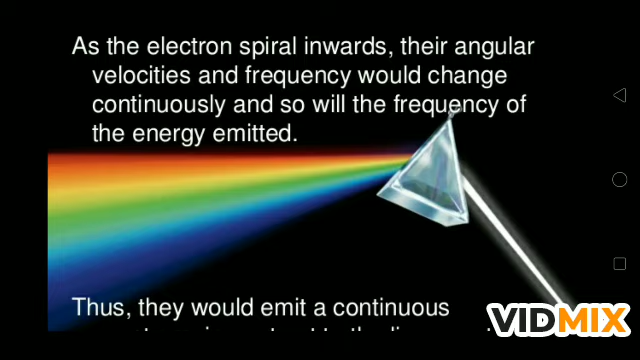 As the electron spiral inwards, their angular
velocities and frequency would change
continuously and so will the frequency of
the energy emitted.
Thus, they would emit a continuous
VIDMIX